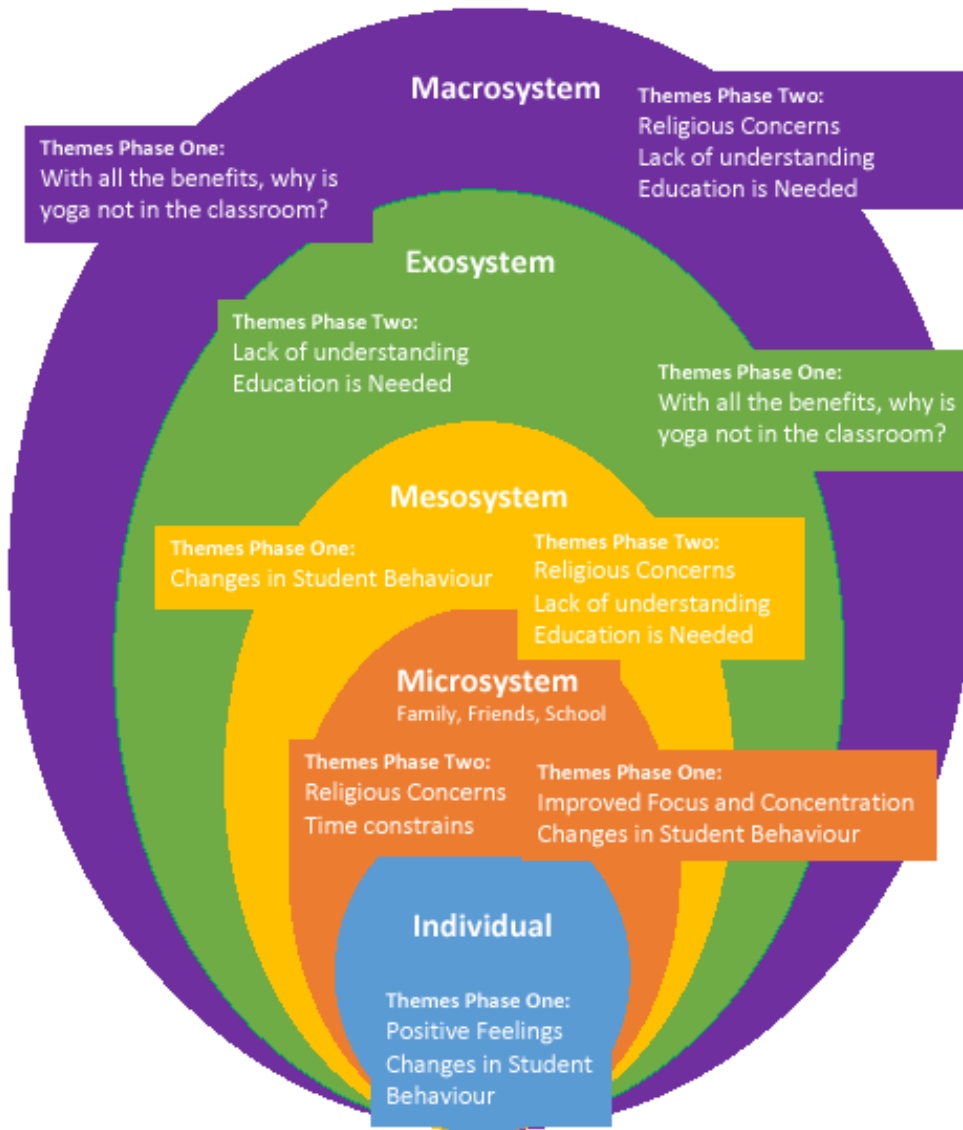 Macrosystem
Themes Phase Two:
Religious Concerns
Lack of understanding
Education is Needed
Themes Phase One:
With all the benefits, why is
yoga not in the classroom?
Exosystem
Themes Phase Two:
Lack of understanding
Education is Needed
Themes Phase One:
With all the benefits, why is
yoga not in the classroom?
Mesosystem
Themes Phase One:
Changes in Student Behaviour
Themes Phase Two:
Religious Concerns
Lack of understanding
Education is Needed
Microsystem
Family, Friends, School
Themes Phase Two:
Religious Concerns
Time constrains
Themes Phase One:
Improved Focus and Concentration
Changes in Student Behaviour
Individual
Themes Phase One:
Positive Feelings
Changes in Student
Behaviour